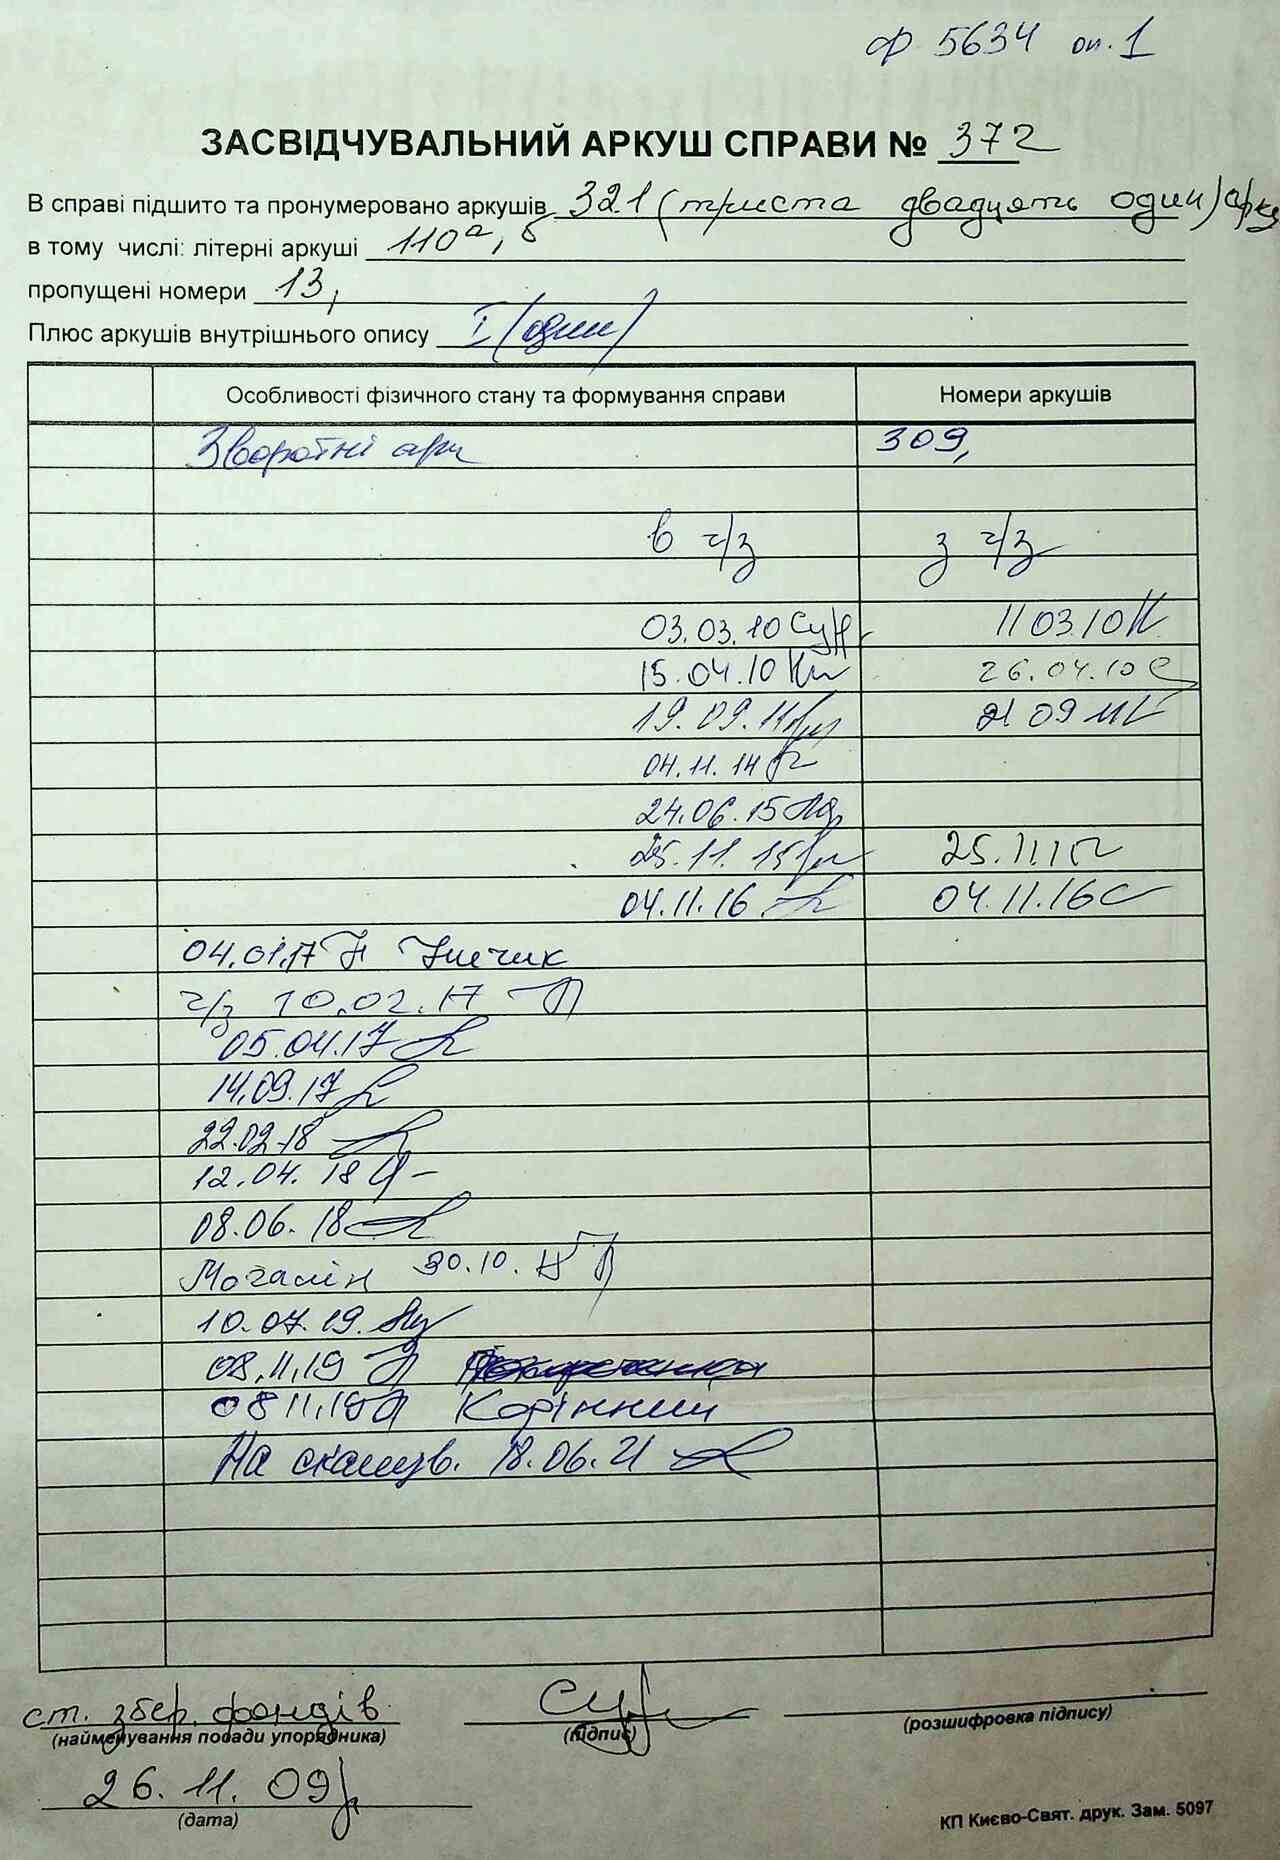 ф 5634 оп. 1
ЗАСВІДЧУВАЛЬНИЙ АРКУШ СПРАВИ № 372
В справі підшито та пронумеровано аркушів 321 (триста двадцять один) арк
в тому числі: літерні аркуші 110а, б
пропущені номери 13,
Плюс аркушів внутрішнього опису I (один)
Особливості фізичного стану та формування справи Номери аркушів
Зворотні арк 309,
в ч/з з ч/з
03.03.10 11 03.10
15.04.10 26.04.10
19.09.11 21 09 11
04.11.14
24.06.15
25.11.15 25.11.15
04.11.16 04.11.16
04.01.17
ч/з 10.02.17
05.04.17
14.09.17
22.02.18
12.04.18
08.06.18
30.10.
10.07.19
08.11.19
08 11.19 Корінний
На сканув. 18.06.21
ст. збер. фондів
(найменування посади упорядника) (підпис) (розшифровка підпису)
26.11.09р
(дата)
КП Києво-Свят. друк. Зам. 5097